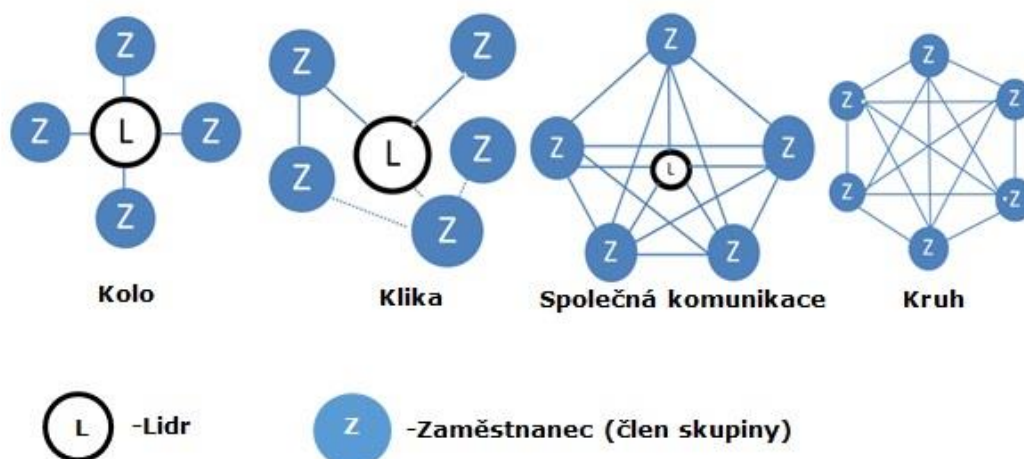 Z
Z L Z
Z
Kolo
Z Z
L
Z Z
Z
Klika
Z
Z L Z
Z Z
Společná komunikace
Z
Z Z
Z Z
Z
Kruh
L -Lidr
Z -Zaměstnanec (člen skupiny)